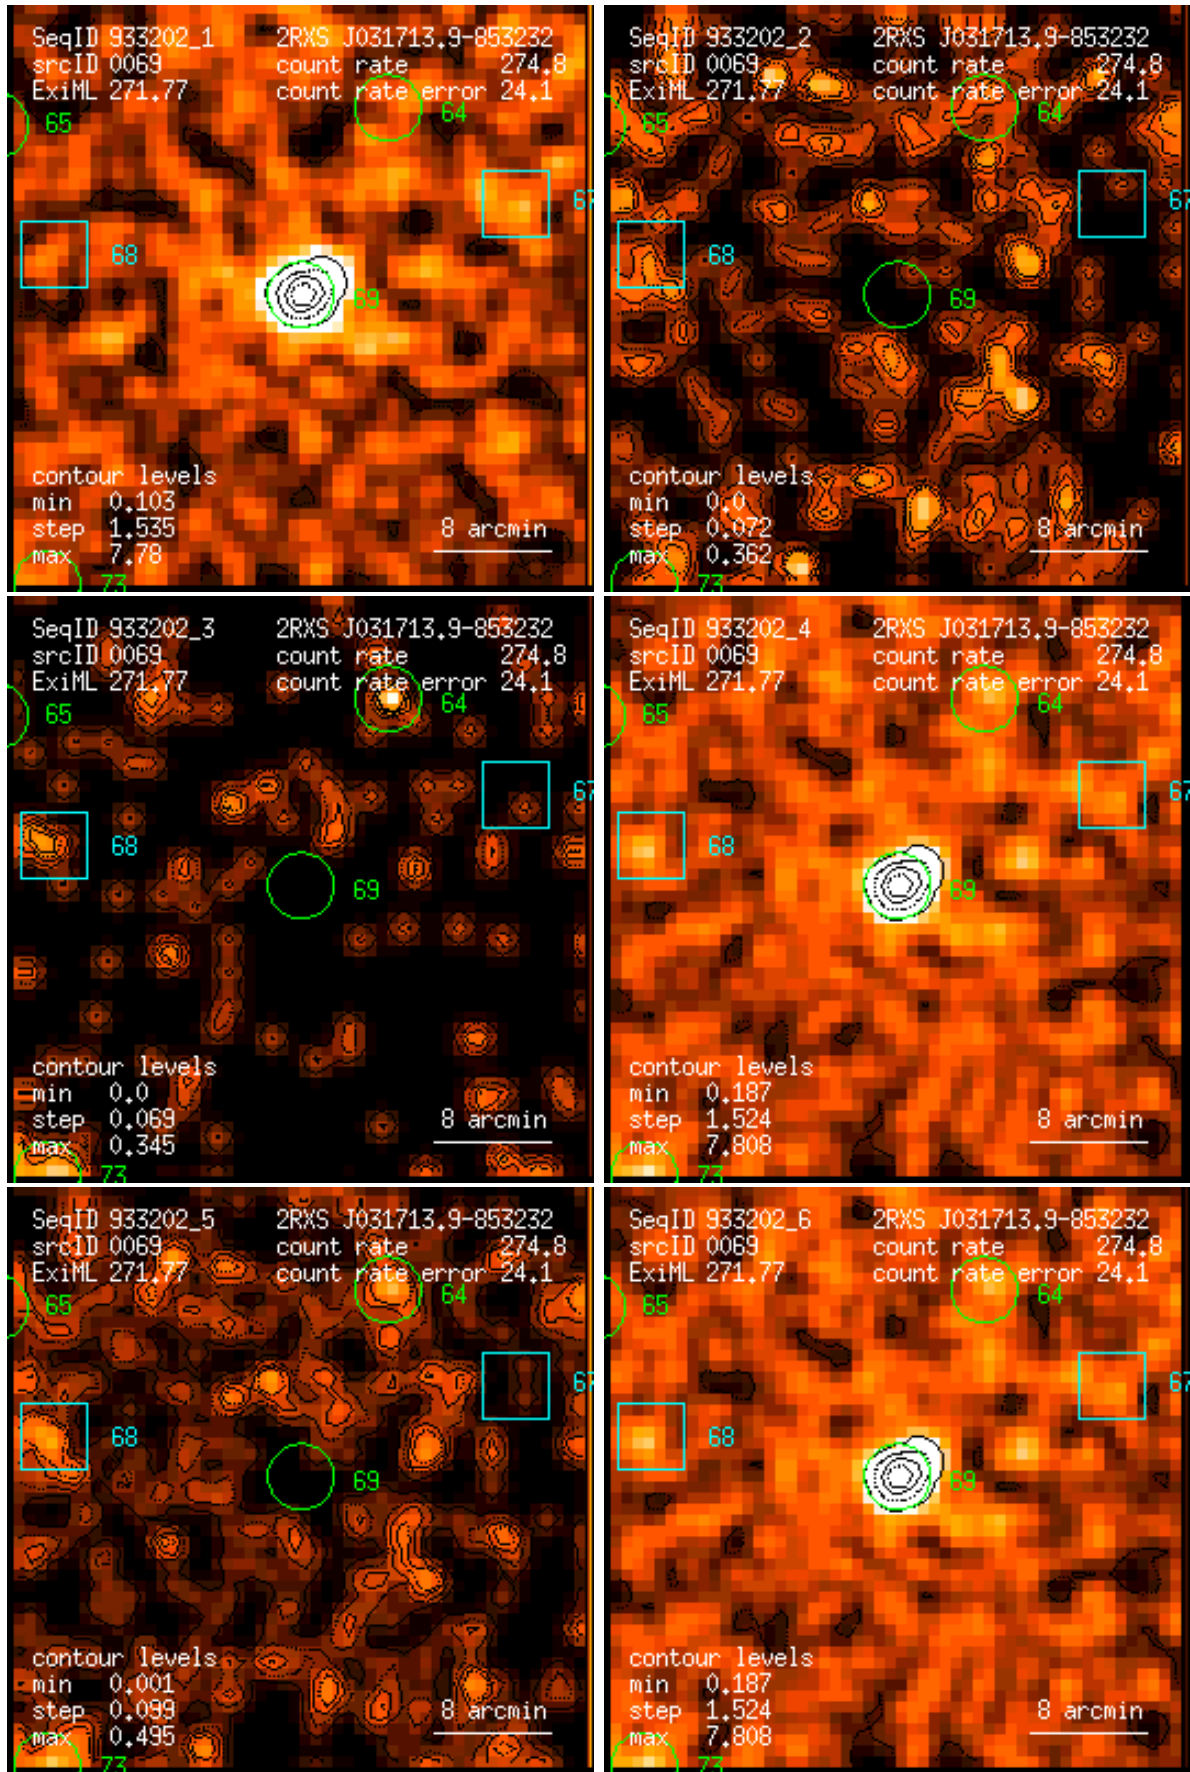 SeqID 933202_1 2RXS J031713.9-853232
srcID 0069 count rate 274.8
ExiML 271.77 count rate error 24.1
65 64
67
68
69
contour levels
min 0.103
step 1.535 8 arcmin
max 7.78
73
SeqID 933202_2 2RXS J031713.9-853232
srcID 0069 count rate 274.8
ExiML 271.77 count rate error 24.1
65 64
67
68
69
contour levels
min 0.0
step 0.072 8 arcmin
max 0.362
73
SeqID 933202_3 2RXS J031713.9-853232
srcID 0069 count rate 274.8
ExiML 271.77 count rate error 24.1
65 64
67
68
69
contour levels
min 0.0
step 0.069 8 arcmin
max 0.345
73
SeqID 933202_4 2RXS J031713.9-853232
srcID 0069 count rate 274.8
ExiML 271.77 count rate error 24.1
65 64
67
68
69
contour levels
min 0.187
step 1.524 8 arcmin
max 7.808
73
SeqID 933202_5 2RXS J031713.9-853232
srcID 0069 count rate 274.8
ExiML 271.77 count rate error 24.1
65 64
67
68
69
contour levels
min 0.001
step 0.099 8 arcmin
max 0.495
73
SeqID 933202_6 2RXS J031713.9-853232
srcID 0069 count rate 274.8
ExiML 271.77 count rate error 24.1
65 64
67
68
69
contour levels
min 0.187
step 1.524 8 arcmin
max 7.808
73